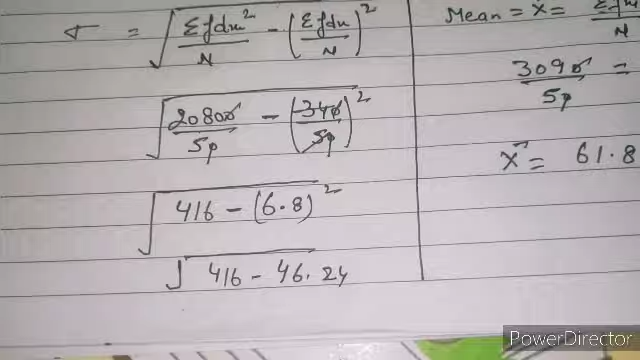 σ = √(Σfdx²/N − (Σfdx/N)²)
√(20800/50 − (340/50)²)
√(416 − (6.8)²)
√(416 − 46.24
Mean = x̄ =
3090/50 =
X̄ = 61.8
PowerDirector